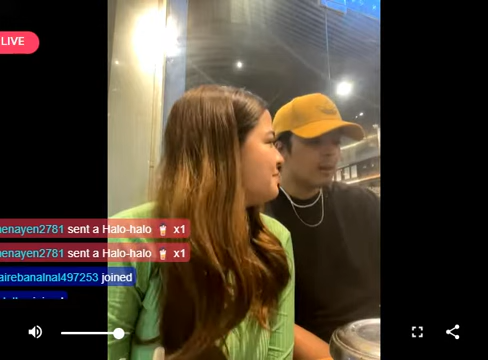 LIVE
nenayen2781 sent a Halo-halo x1
nenayen2781 sent a Halo-halo x1
airebanalnal497253 joined